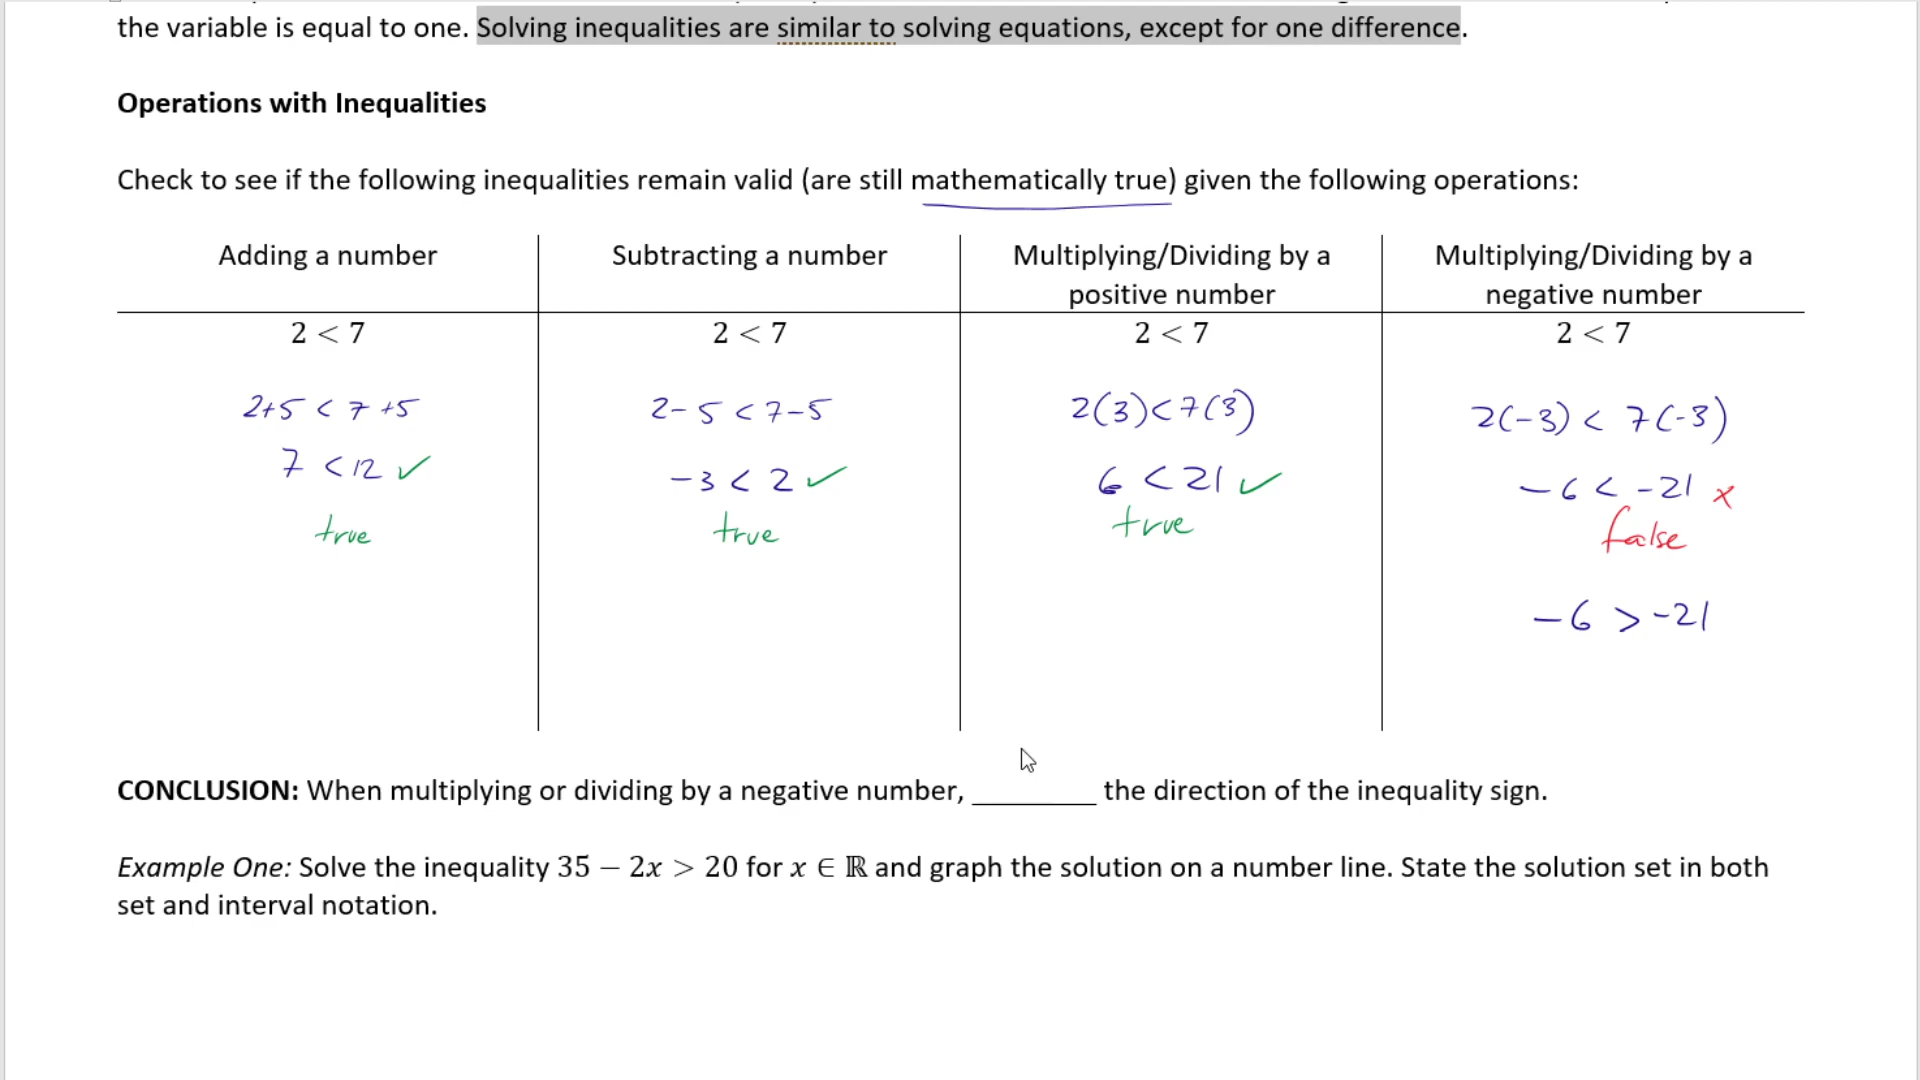 the variable is equal to one. Solving inequalities are similar to solving equations, except for one difference.
Operations with Inequalities
Check to see if the following inequalities remain valid (are still mathematically true) given the following operations:
Adding a number
Subtracting a number
Multiplying/Dividing by a
positive number
Multiplying/Dividing by a
negative number
2 < 7
2 < 7
2 < 7
2 < 7
2+5 < 7 +5
2-5 < 7-5
2(3)<7(3)
2(-3) < 7(-3)
7 < 12 ✓
-3 < 2 ✓
6 < 21 ✓
-6 < -21 x
true
true
true
false
-6 > -21
CONCLUSION: When multiplying or dividing by a negative number, ________ the direction of the inequality sign.
Example One: Solve the inequality 35 − 2x > 20 for x ∈ ℝ and graph the solution on a number line. State the solution set in both
set and interval notation.